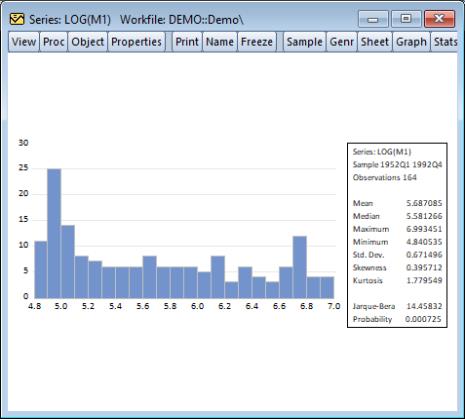 Series: LOG(M1) Workfile: DEMO::Demo\
View Proc Object Properties Print Name Freeze Sample Genr Sheet Graph Stats
30
25
20
15
10
5
0
4.8 5.0 5.2 5.4 5.6 5.8 6.0 6.2 6.4 6.6 6.8 7.0
Series: LOG(M1)
Sample 1952Q1 1992Q4
Observations 164
Mean 5.687085
Median 5.581266
Maximum 6.993451
Minimum 4.840535
Std. Dev. 0.671496
Skewness 0.395712
Kurtosis 1.779549
Jarque-Bera 14.45832
Probability 0.000725